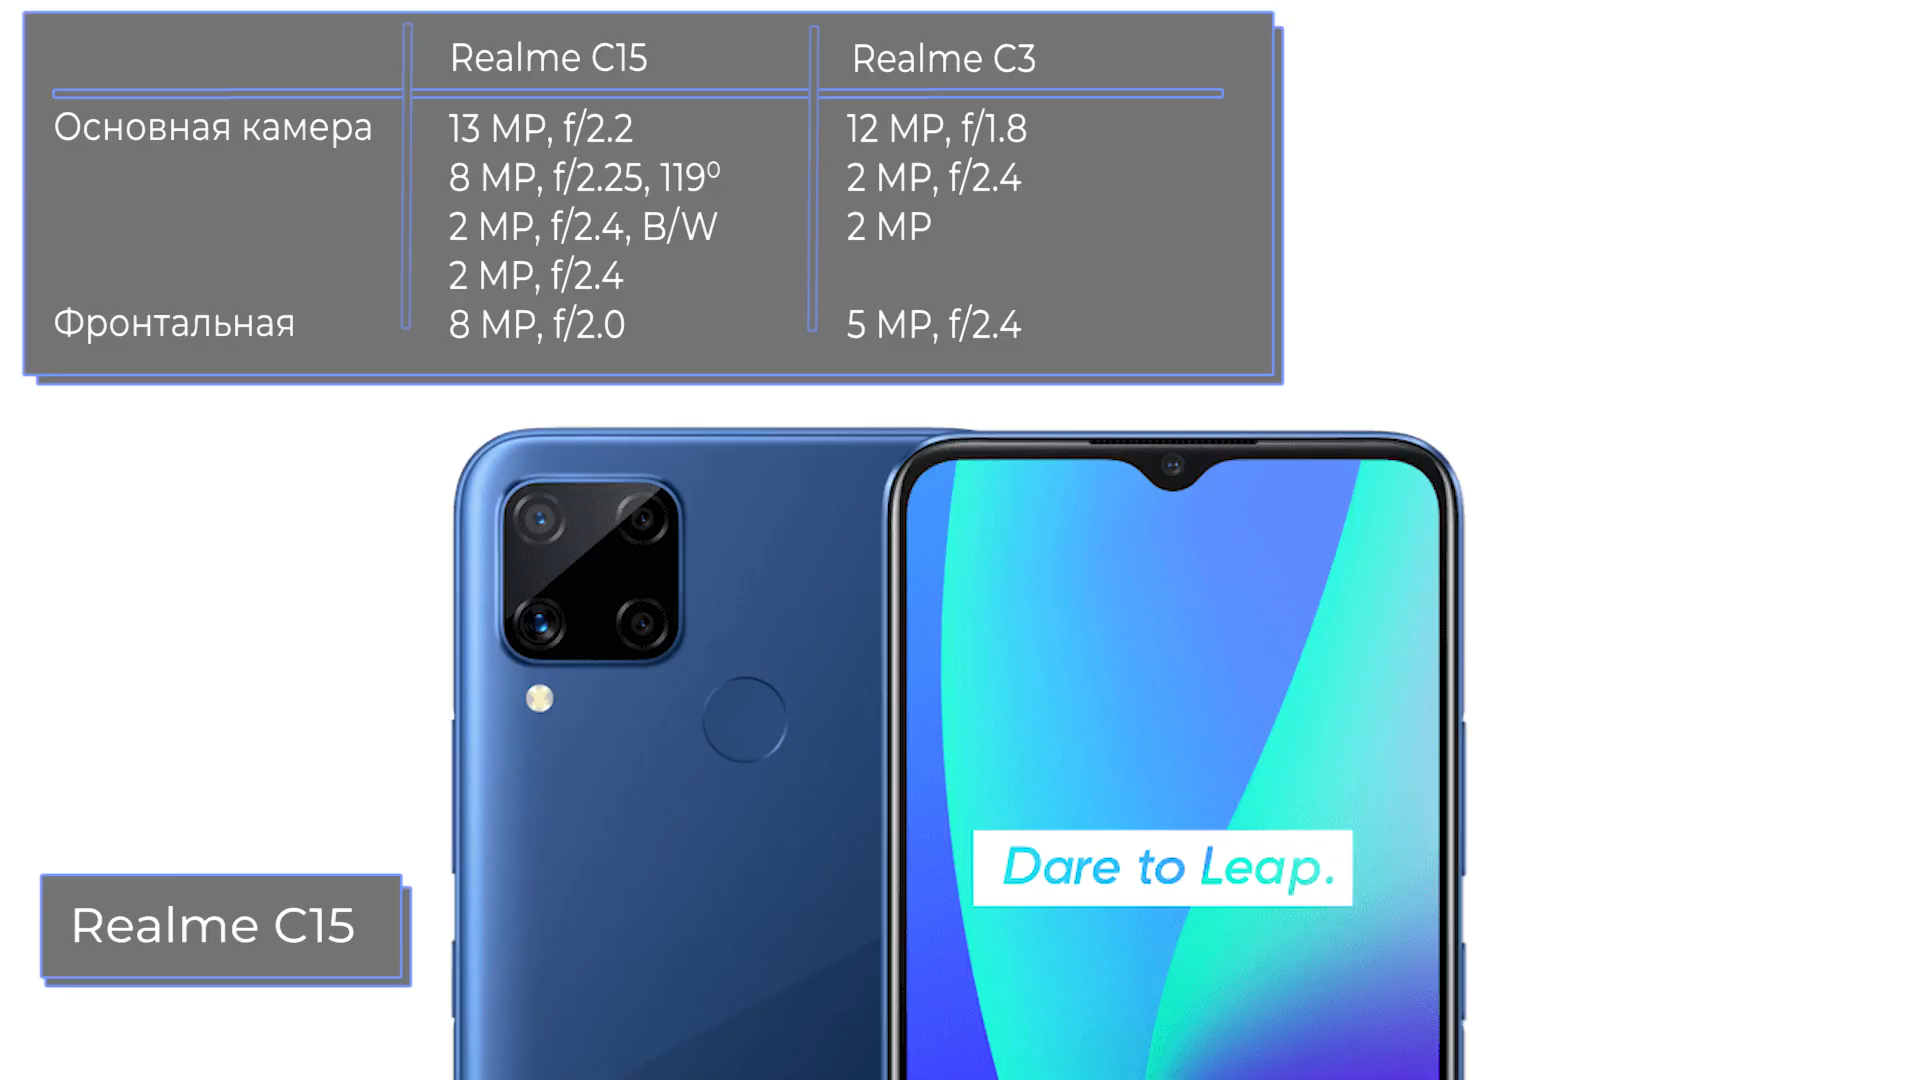 Realme C15 Realme C3
Основная камера 13 MP, f/2.2 12 MP, f/1.8
8 MP, f/2.25, 119⁰ 2 MP, f/2.4
2 MP, f/2.4, B/W 2 MP
2 MP, f/2.4
Фронтальная 8 MP, f/2.0 5 MP, f/2.4
Dare to Leap.
Realme C15